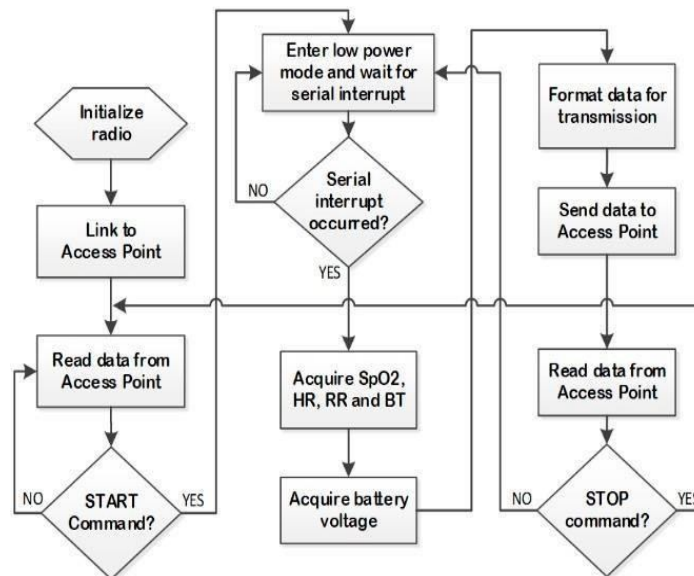 Initialize
radio
Link to
Access Point
Read data from
Access Point
START
Command?
NO
YES
Enter low power
mode and wait for
serial interrupt
Serial
interrupt
occurred?
NO
YES
Acquire SpO2,
HR, RR and BT
Acquire battery
voltage
Format data for
transmission
Send data to
Access Point
Read data from
Access Point
STOP
command?
NO
YES